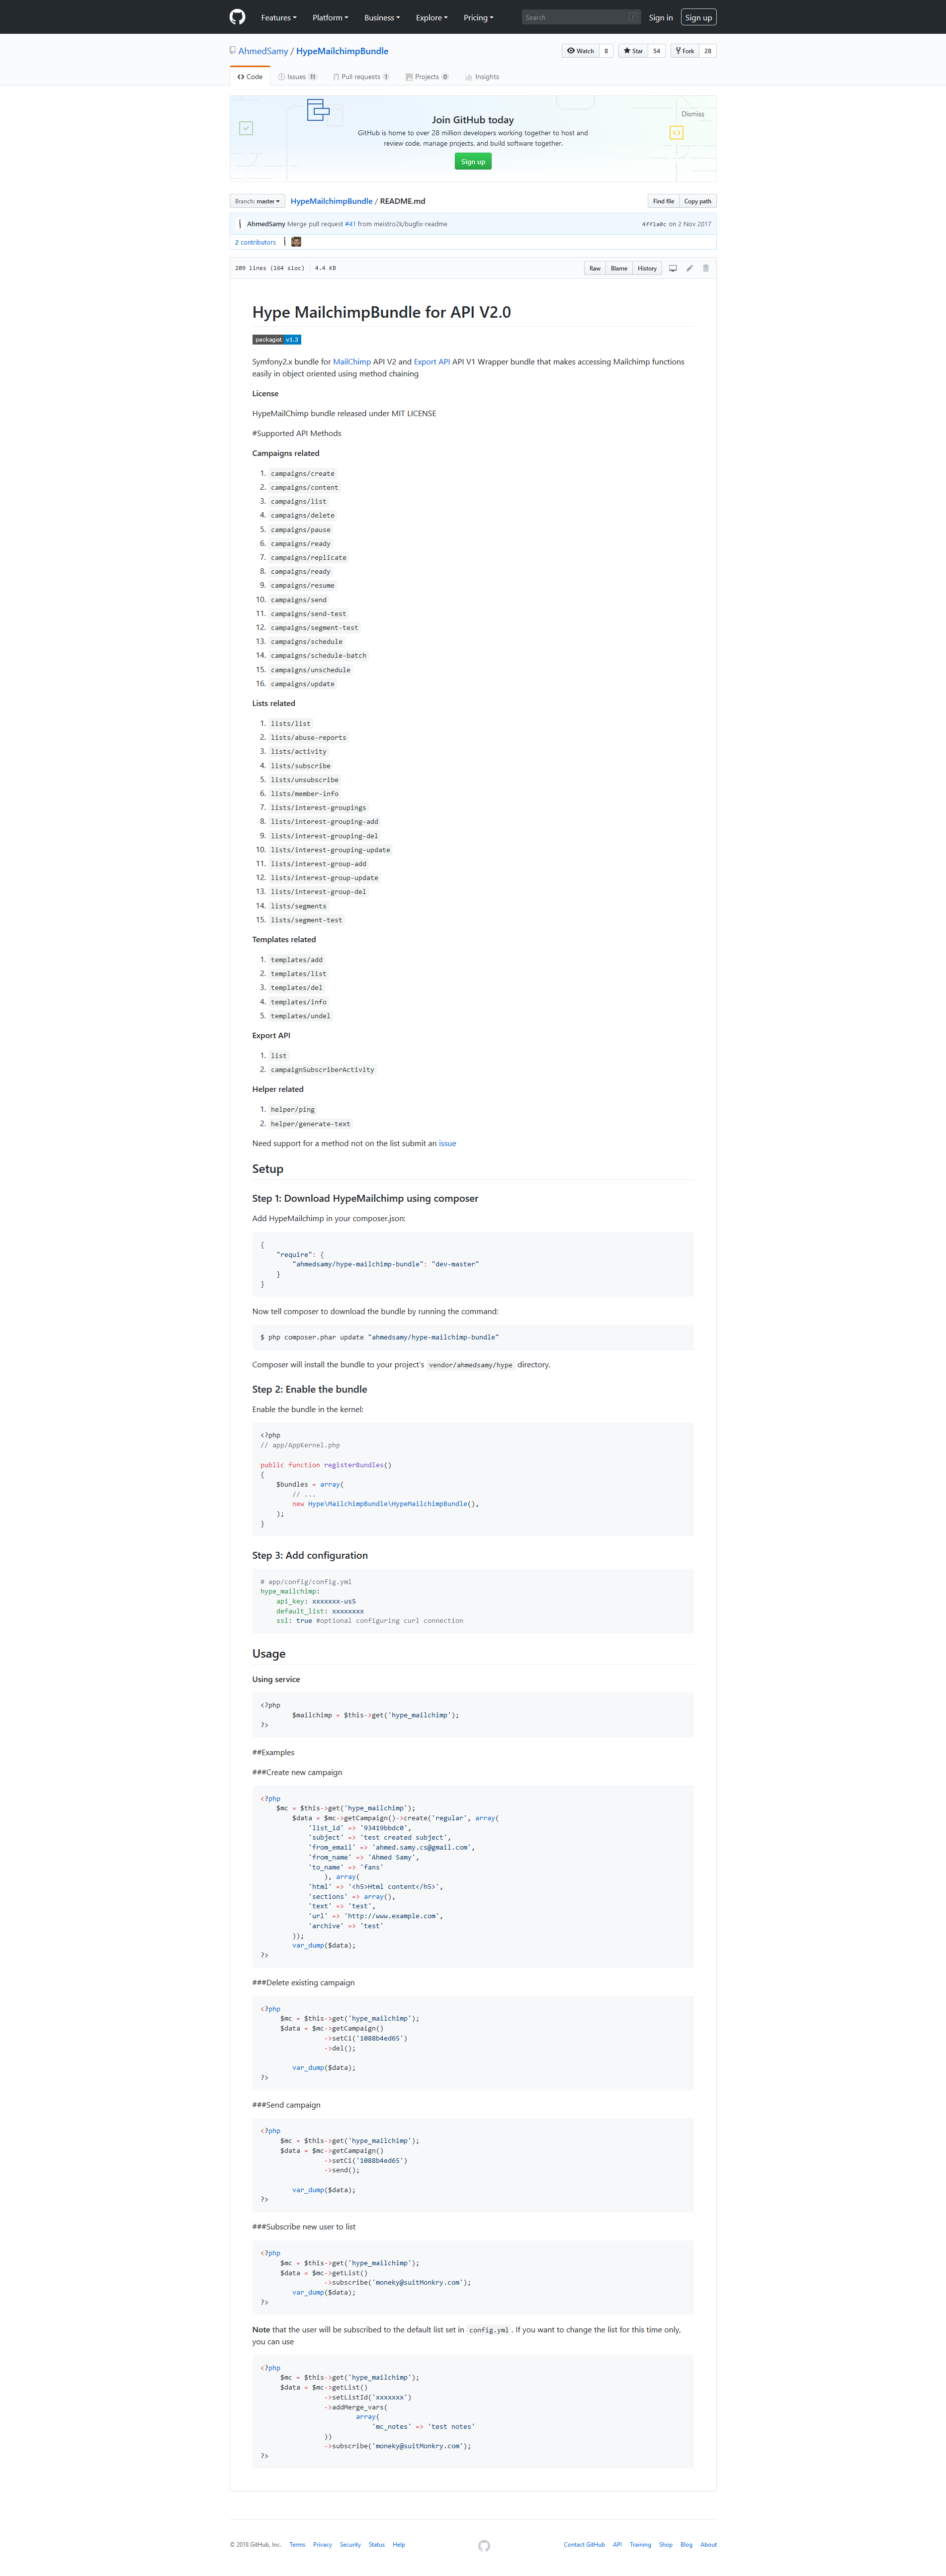 Features Platform Business Explore Pricing Search / Sign in Sign up
AhmedSamy / HypeMailchimpBundle Watch 8 Star 54 Fork 28
Code Issues 11 Pull requests 1 Projects 0 Insights
Join GitHub today
Dismiss
GitHub is home to over 28 million developers working together to host and
review code, manage projects, and build software together.
Sign up
Branch: master HypeMailchimpBundle / README.md Find file Copy path
AhmedSamy Merge pull request #41 from meistro2k/bugfix-readme 4ff1a0c on 2 Nov 2017
2 contributors
209 lines (164 sloc) 4.4 KB Raw Blame History
Hype MailchimpBundle for API V2.0
packagist v1.3
Symfony2.x bundle for MailChimp API V2 and Export API API V1 Wrapper bundle that makes accessing Mailchimp functions
easily in object oriented using method chaining
License
HypeMailChimp bundle released under MIT LICENSE
#Supported API Methods
Campaigns related
1. campaigns/create
2. campaigns/content
3. campaigns/list
4. campaigns/delete
5. campaigns/pause
6. campaigns/ready
7. campaigns/replicate
8. campaigns/ready
9. campaigns/resume
10. campaigns/send
11. campaigns/send-test
12. campaigns/segment-test
13. campaigns/schedule
14. campaigns/schedule-batch
15. campaigns/unschedule
16. campaigns/update
Lists related
1. lists/list
2. lists/abuse-reports
3. lists/activity
4. lists/subscribe
5. lists/unsubscribe
6. lists/member-info
7. lists/interest-groupings
8. lists/interest-grouping-add
9. lists/interest-grouping-del
10. lists/interest-grouping-update
11. lists/interest-group-add
12. lists/interest-group-update
13. lists/interest-group-del
14. lists/segments
15. lists/segment-test
Templates related
1. templates/add
2. templates/list
3. templates/del
4. templates/info
5. templates/undel
Export API
1. list
2. campaignSubscriberActivity
Helper related
1. helper/ping
2. helper/generate-text
Need support for a method not on the list submit an issue
Setup
Step 1: Download HypeMailchimp using composer
Add HypeMailchimp in your composer.json:
{
"require": {
"ahmedsamy/hype-mailchimp-bundle": "dev-master"
}
}
Now tell composer to download the bundle by running the command:
$ php composer.phar update "ahmedsamy/hype-mailchimp-bundle"
Composer will install the bundle to your project's vendor/ahmedsamy/hype directory.
Step 2: Enable the bundle
Enable the bundle in the kernel:
<?php
// app/AppKernel.php
public function registerBundles()
{
$bundles = array(
// ...
new Hype\MailchimpBundle\HypeMailchimpBundle(),
);
}
Step 3: Add configuration
# app/config/config.yml
hype_mailchimp:
api_key: xxxxxxx-us5
default_list: xxxxxxxx
ssl: true #optional configuring curl connection
Usage
Using service
<?php
$mailchimp = $this->get('hype_mailchimp');
?>
##Examples
###Create new campaign
<?php
$mc = $this->get('hype_mailchimp');
$data = $mc->getCampaign()->create('regular', array(
'list_id' => '93419bbdc0',
'subject' => 'test created subject',
'from_email' => 'ahmed.samy.cs@gmail.com',
'from_name' => 'Ahmed Samy',
'to_name' => 'fans'
), array(
'html' => '<h5>Html content</h5>',
'sections' => array(),
'text' => 'test',
'url' => 'http://www.example.com',
'archive' => 'test'
));
var_dump($data);
?>
###Delete existing campaign
<?php
$mc = $this->get('hype_mailchimp');
$data = $mc->getCampaign()
->setCi('1088b4ed65')
->del();
var_dump($data);
?>
###Send campaign
<?php
$mc = $this->get('hype_mailchimp');
$data = $mc->getCampaign()
->setCi('1088b4ed65')
->send();
var_dump($data);
?>
###Subscribe new user to list
<?php
$mc = $this->get('hype_mailchimp');
$data = $mc->getList()
->subscribe('moneky@suitMonkry.com');
var_dump($data);
?>
Note that the user will be subscribed to the default list set in config.yml. If you want to change the list for this time only,
you can use
<?php
$mc = $this->get('hype_mailchimp');
$data = $mc->getList()
->setListId('xxxxxxx')
->addMerge_vars(
array(
'mc_notes' => 'test notes'
))
->subscribe('moneky@suitMonkry.com');
?>
© 2018 GitHub, Inc. Terms Privacy Security Status Help Contact GitHub API Training Shop Blog About